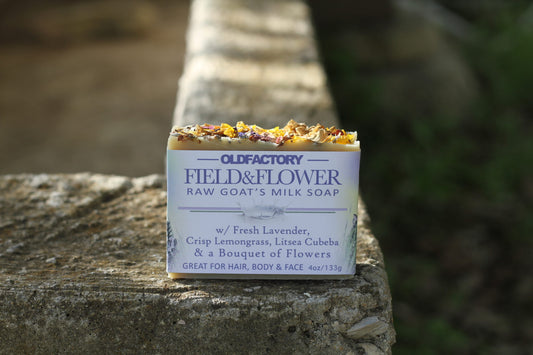 OLDFACTORY
FIELD&FLOWER
RAW GOAT'S MILK SOAP
w/ Fresh Lavender,
Crisp Lemongrass, Litsea Cubeba
& a Bouquet of Flowers
GREAT FOR HAIR, BODY & FACE 4oz/133g